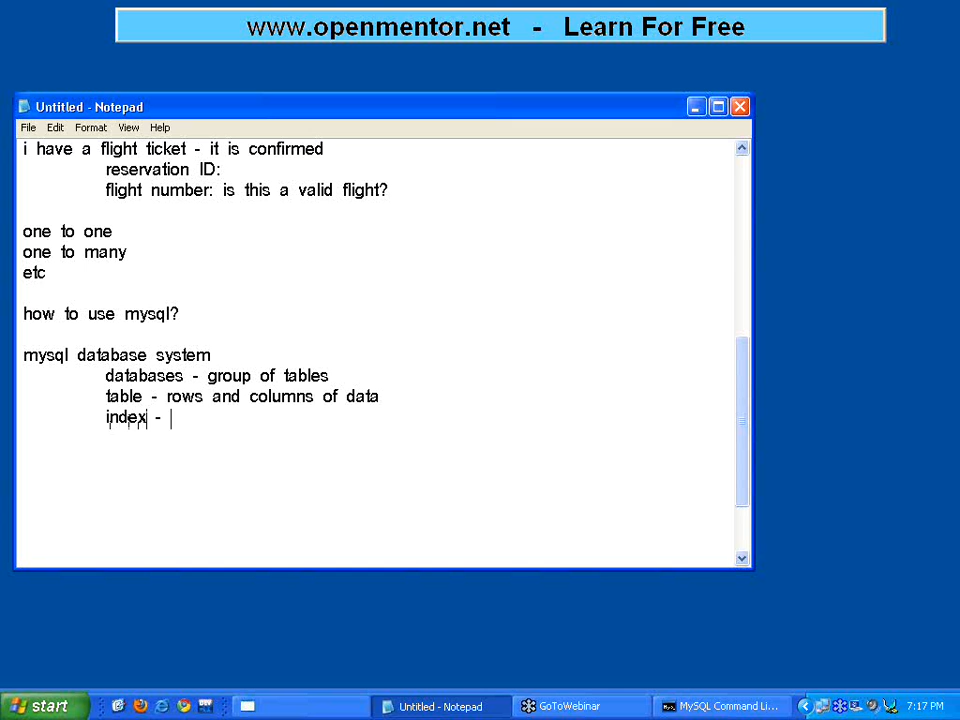 www.openmentor.net - Learn For Free
Untitled - Notepad
File Edit Format View Help
i have a flight ticket - it is confirmed
reservation ID:
flight number: is this a valid flight?
one to one
one to many
etc
how to use mysql?
mysql database system
databases - group of tables
table - rows and columns of data
index -
start Untitled - Notepad GoToWebinar MySQL Command Li... 7:17 PM